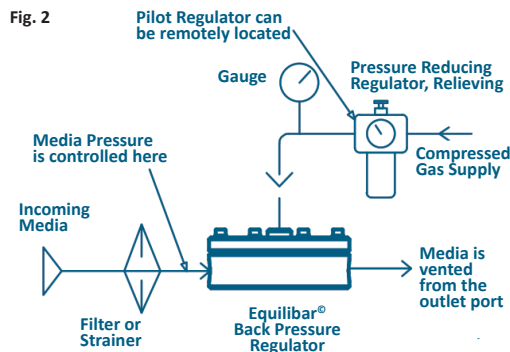 Fig. 2
Pilot Regulator can
be remotely located
Gauge
Pressure Reducing
Regulator, Relieving
Media Pressure
is controlled here
Compressed
Gas Supply
Incoming
Media
Media is
vented
from the
outlet port
Filter or
Strainer
Equilibar©
Back Pressure
Regulator